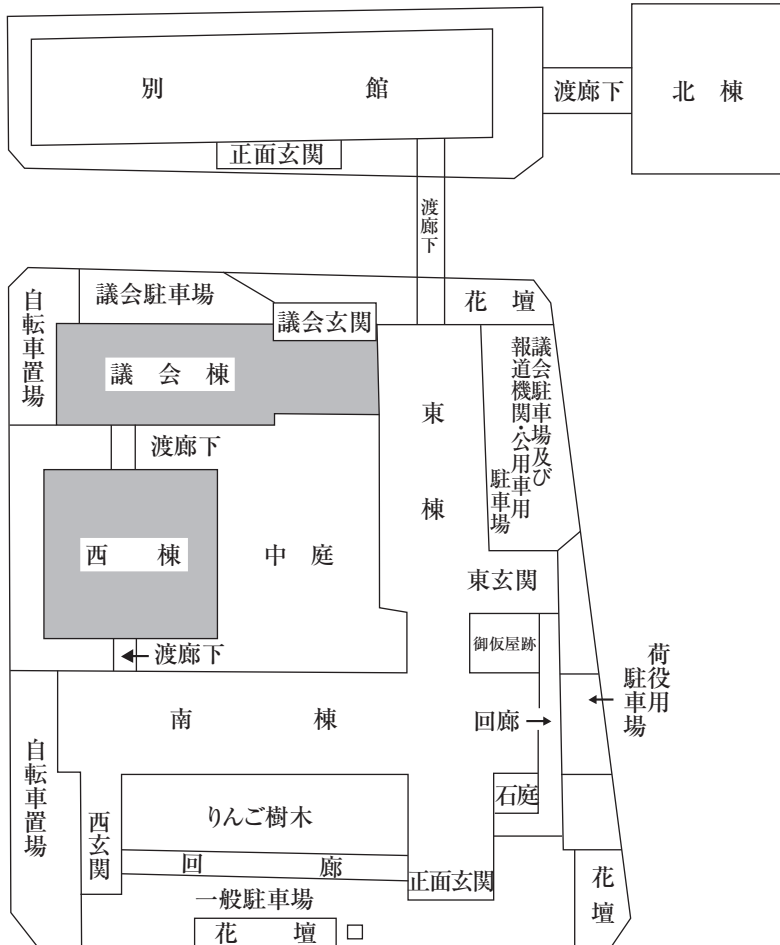 別館
渡廊下
北棟
正面玄関
渡廊下
自転車置場
議会駐車場
議会玄関
花壇
議会棟
東棟
議会駐車場及び
報道機関・公用車用
駐車場
渡廊下
西棟
中庭
東玄関
渡廊下
御仮屋跡
荷役用
駐車場
南棟
回廊
自転車置場
西玄関
りんご樹木
石庭
回廊
正面玄関
花壇
一般駐車場
花壇